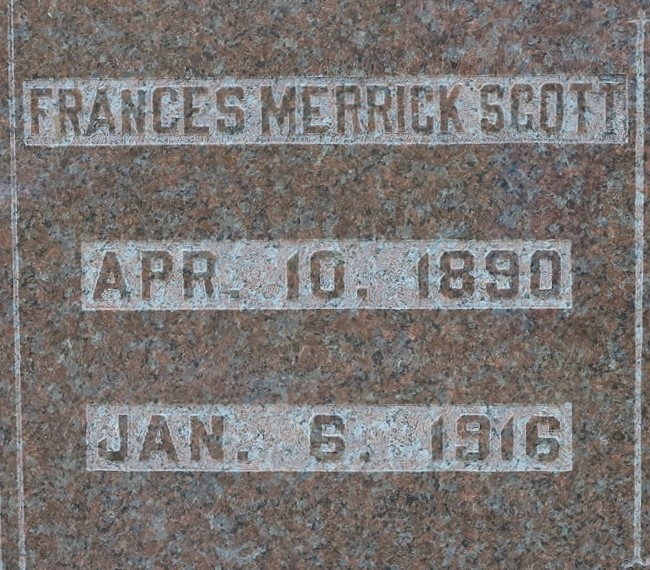 FRANCES MERRICK SCOTT
APR. 10. 1890
JAN. 6. 1916